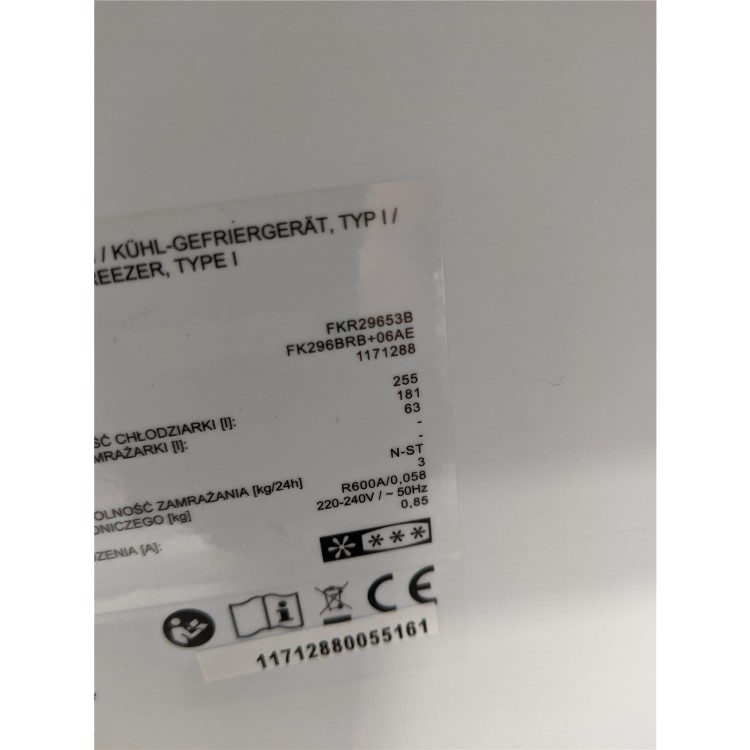 / KÜHL-GEFRIERGERÄT, TYP I /
REEZER, TYPE I
FKR29653B
FK296BRB+06AE
1171288
255
181
ŚĆ CHŁODZIARKI [l]: 63
MRAŻARKI [l]: -
-
N-ST
3
OLNOŚĆ ZAMRAŻANIA [kg/24h] R600A/0,058
ONICZEGO [kg] 220-240V / ~ 50Hz
ZENIA [A]: 0,85
CE
11712880055161